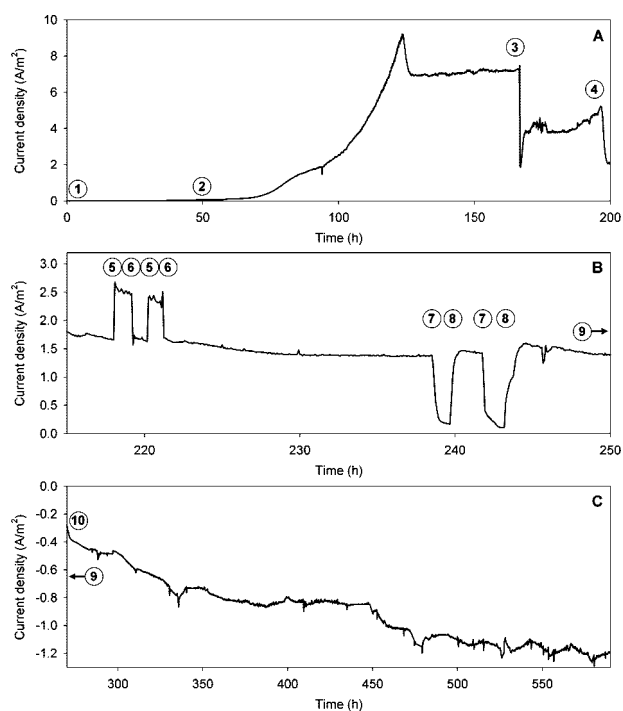 A
Current density (A/m²)
10
8
6
4
2
0
1
2
3
4
0 50 100 150 200
Time (h)
B
Current density (A/m²)
3.0
2.5
2.0
1.5
1.0
0.5
0.0
5 6 5 6
7 8 7 8
9
220 230 240 250
Time (h)
C
Current density (A/m²)
0.0
-0.2
-0.4
-0.6
-0.8
-1.0
-1.2
10
9
300 350 400 450 500 550
Time (h)